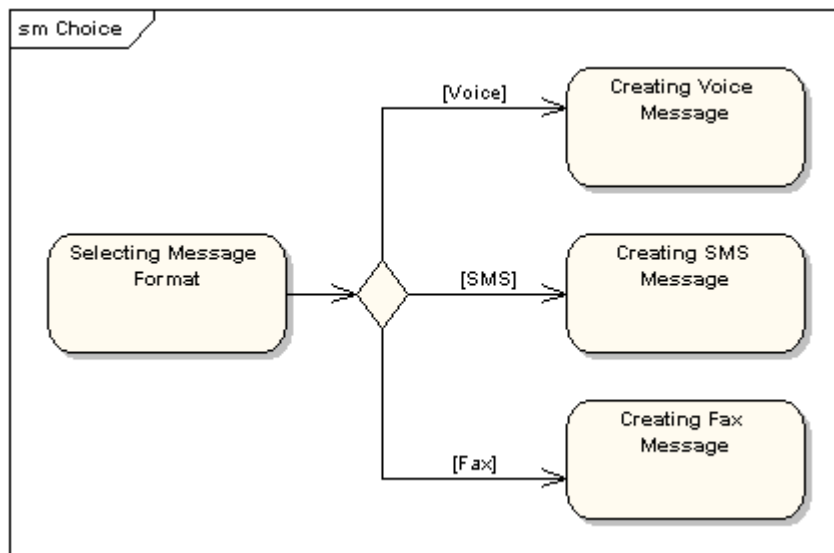 sm Choice
[Voice]
Creating Voice
Message
Selecting Message
Format
[SMS]
Creating SMS
Message
[Fax]
Creating Fax
Message